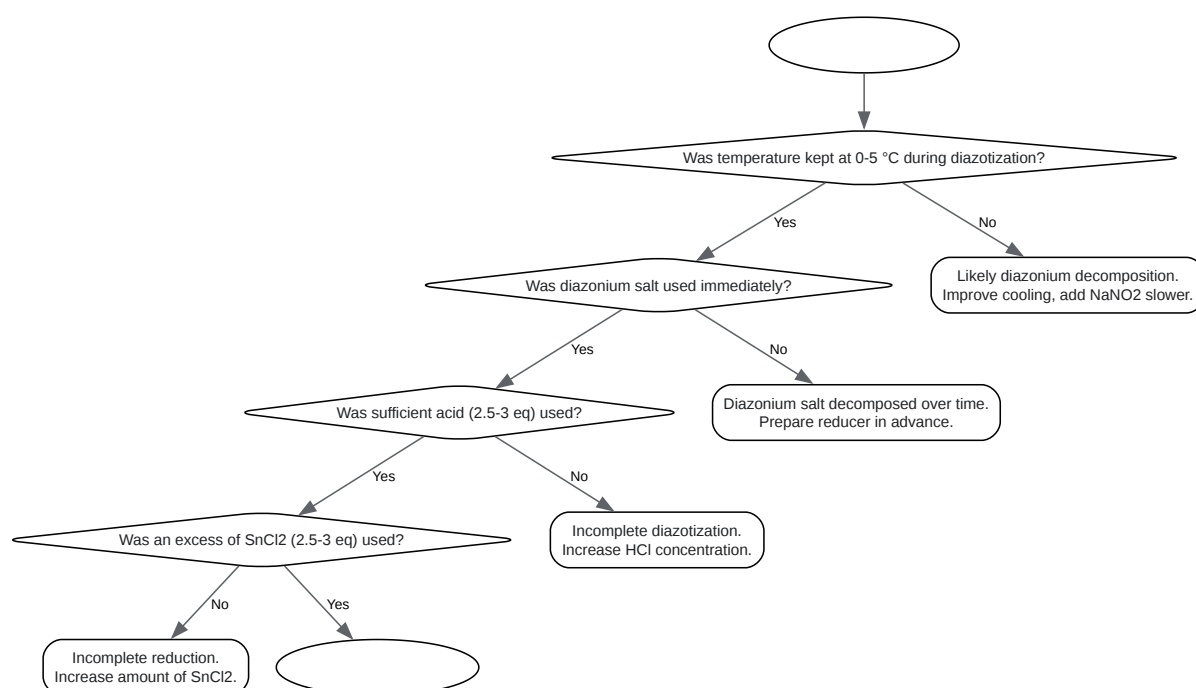 Was temperature kept at 0-5 °C during diazotization?
Yes
No
Likely diazonium decomposition.
Improve cooling, add NaNO2 slower.
Was diazonium salt used immediately?
Yes
No
Diazonium salt decomposed over time.
Prepare reducer in advance.
Was sufficient acid (2.5-3 eq) used?
Yes
No
Incomplete diazotization.
Increase HCl concentration.
Was an excess of SnCl2 (2.5-3 eq) used?
No
Yes
Incomplete reduction.
Increase amount of SnCl2.